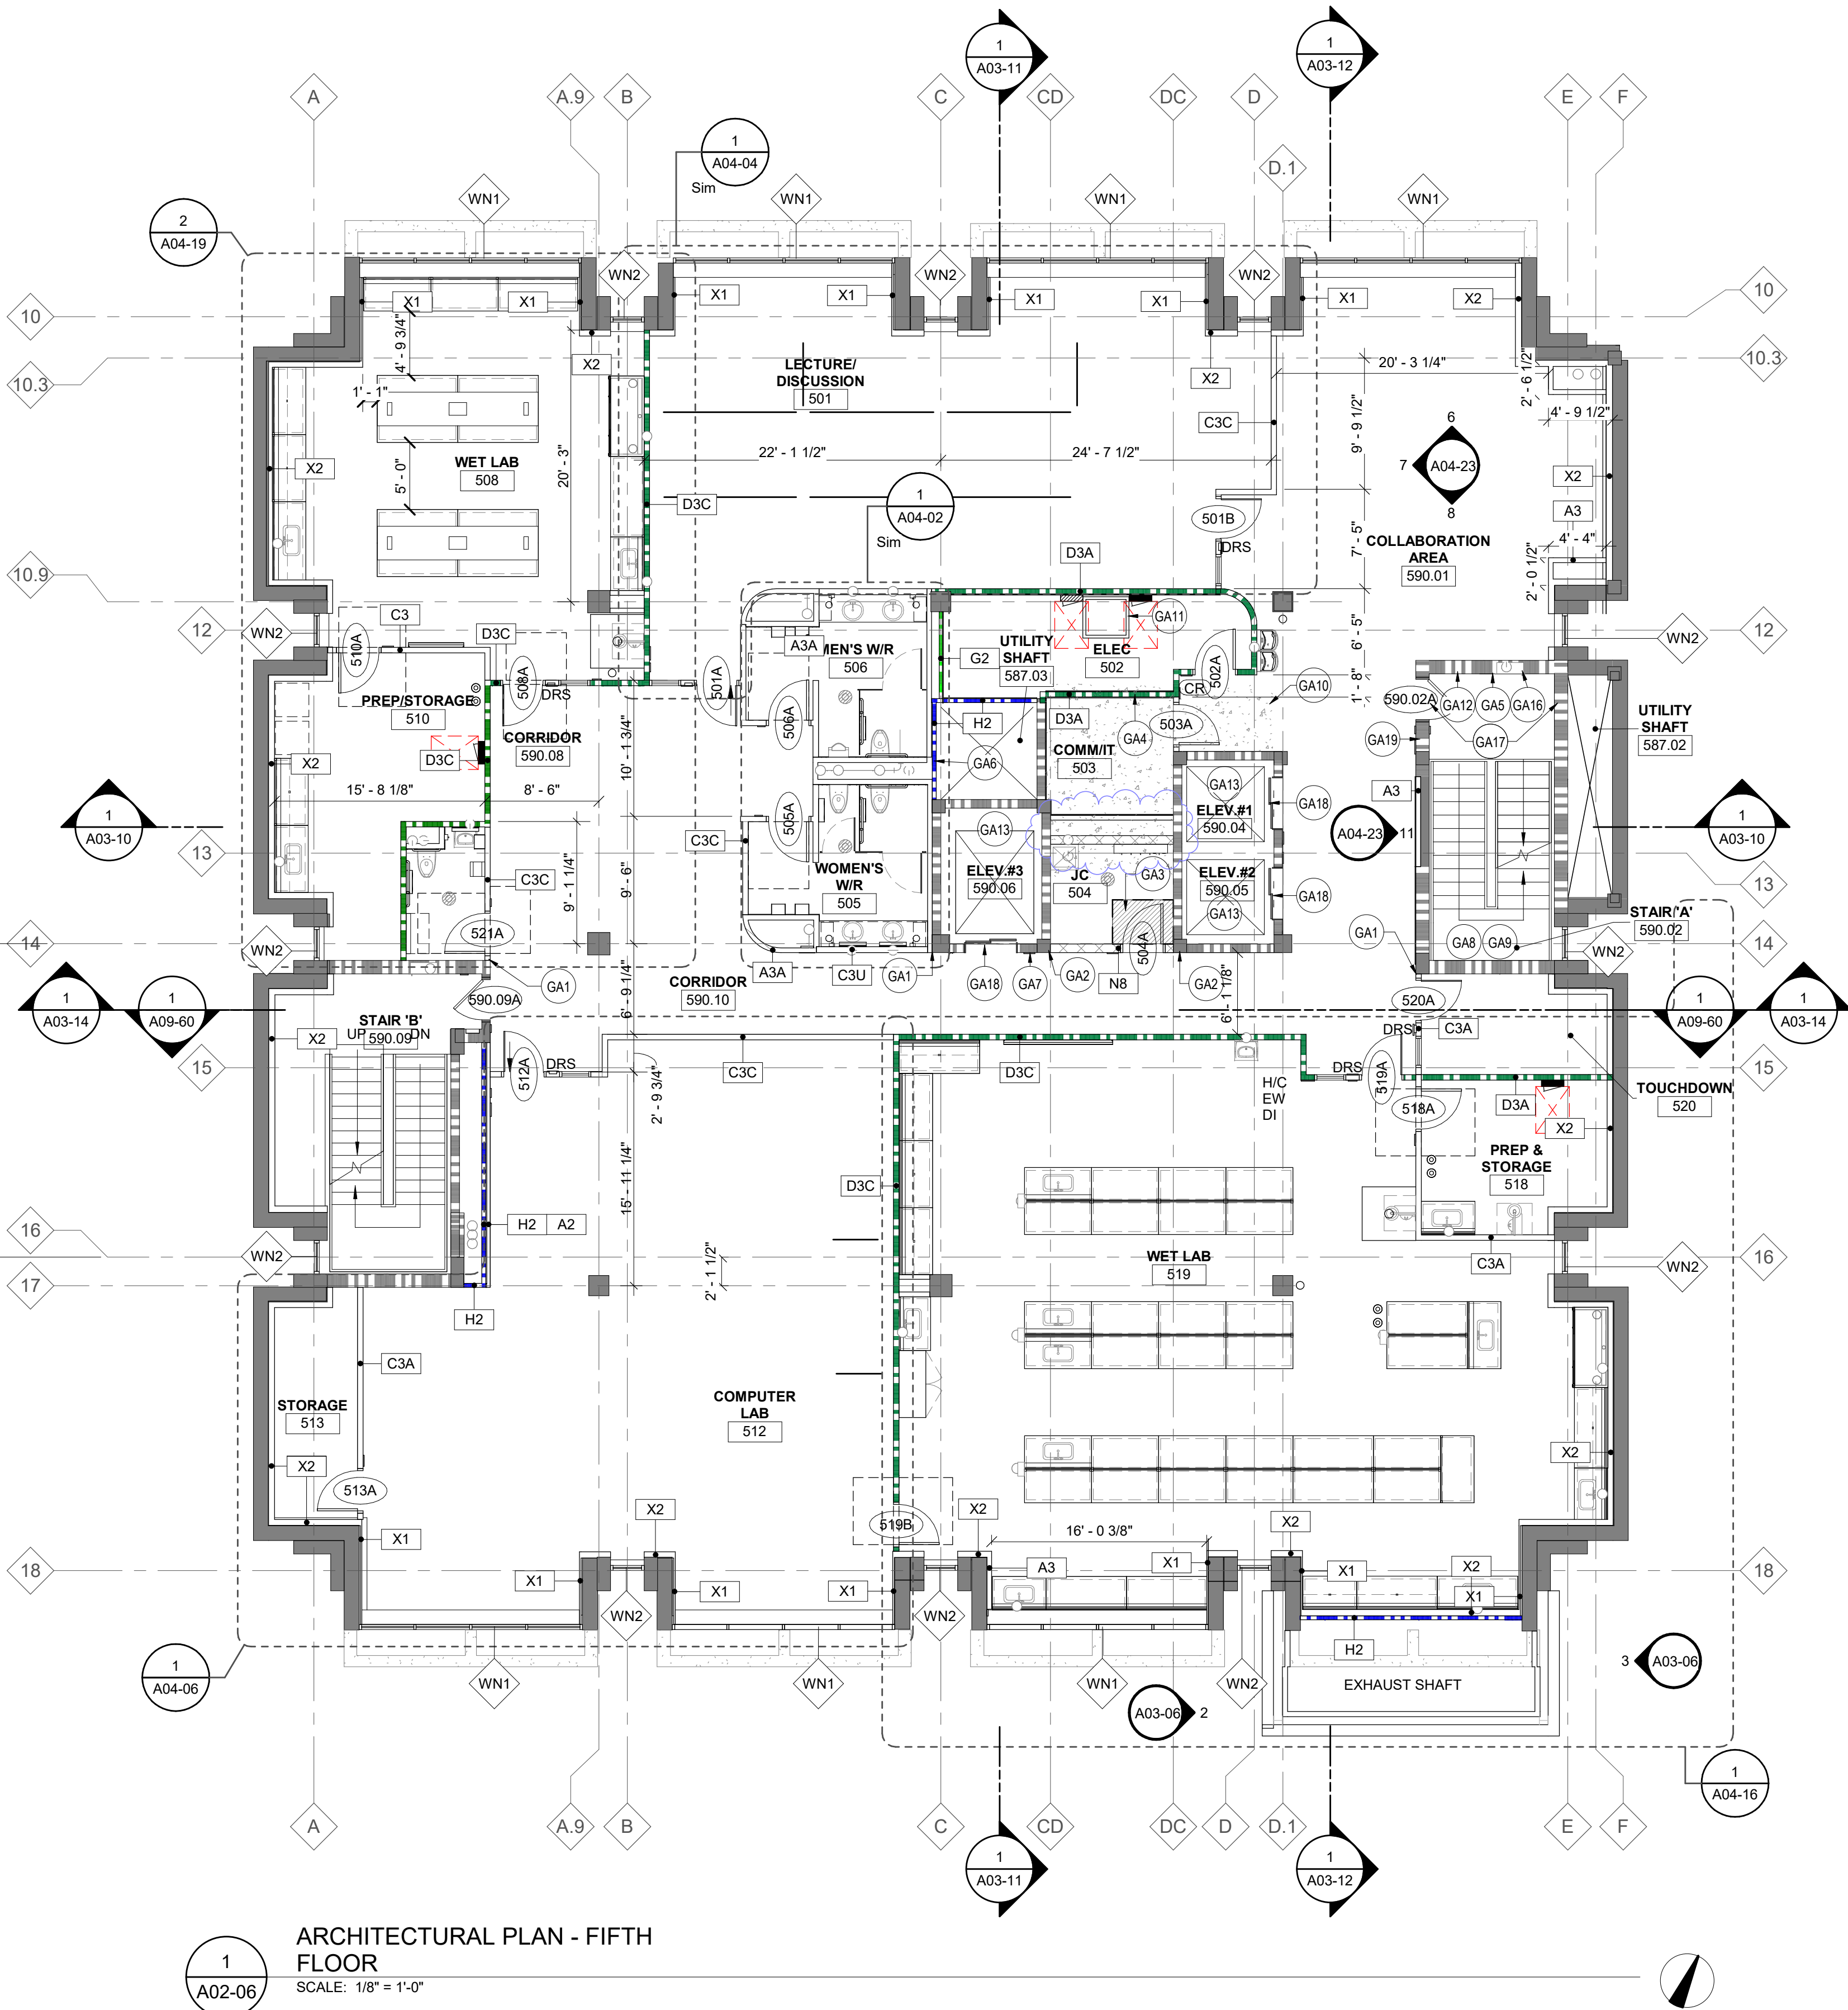 1
A03-11
1
A03-12
A
A.9
B
C
CD
DC
D
E
F
D.1
1
A04-04
Sim
2
A04-19
WN1
WN1
WN1
WN1
WN2
WN2
WN2
10
10
X1
X1
X1
X1
X1
X1
X1
X2
10.3
10.3
4' - 9 3/4"
X2
LECTURE/
DISCUSSION
501
X2
20' - 3 1/4"
2' - 6 1/2"
1' - 1"
4' - 9 1/2"
C3C
9' - 9 1/2"
6
7
A04-23
8
22' - 1 1/2"
24' - 7 1/2"
WET LAB
508
X2
5' - 0"
20' - 3"
X2
D3C
1
A04-02
Sim
501B
DRS
A3
7' - 5"
COLLABORATION
AREA
590.01
4' - 4"
2' - 0 1/2"
10.9
D3A
12
12
WN2
C3
D3C
510A
A3A
MEN'S W/R
506
UTILITY
SHAFT
587.03
G2
GA11
ELEC
502
6' - 5"
WN2
508A
DRS
501A
PREP/STORAGE
510
CORRIDOR
590.08
506A
H2
D3A
CR
502A
503A
GA10
1' - 8"
590.02A
GA12
GA5
GA16
UTILITY
SHAFT
587.02
GA19
GA17
GA4
D3C
X2
10' - 1 3/4"
GA6
COMM/IT
503
15' - 8 1/8"
8' - 6"
GA13
ELEV.#1
590.04
GA18
A3
1
A03-10
505A
A04-23
11
1
A03-10
13
C3C
GA13
13
C3C
9' - 1 1/4"
9' - 6"
WOMEN'S
W/R
505
ELEV.#3
590.06
JC
504
GA3
ELEV.#2
590.05
GA18
GA13
STAIR 'A'
590.02
14
WN2
521A
504A
GA1
GA8
GA9
WN2
14
A3A
C3U
GA1
GA18
GA7
GA2
N8
GA2
CORRIDOR
590.10
GA1
6' - 9 1/4"
6' - 1 1/8"
1
A03-14
1
A09-60
590.09A
520A
1
A09-60
1
A03-14
STAIR 'B'
590.09
UP
DN
X2
DRS
C3A
15
512A
DRS
C3C
2' - 9 3/4"
D3C
H/C
EW
DI
DRS
519A
518A
D3A
X2
15
TOUCHDOWN
520
PREP &
STORAGE
518
15' - 11 1/4"
D3C
16
H2
A2
WN2
2' - 1 1/2"
WET LAB
519
C3A
16
WN2
17
H2
C3A
STORAGE
513
COMPUTER
LAB
512
X2
X2
513A
519B
X2
X2
X2
16' - 0 3/8"
X1
18
X1
X1
X1
A3
X1
X1
X2
X1
18
WN2
WN2
H2
1
A04-06
WN1
WN1
WN1
WN2
EXHAUST SHAFT
3
A03-06
A03-06
2
1
A04-16
A
A.9
B
C
CD
DC
D
D.1
E
F
1
A03-11
1
A03-12
1
A02-06
ARCHITECTURAL PLAN - FIFTH
FLOOR
SCALE: 1/8" = 1'-0"